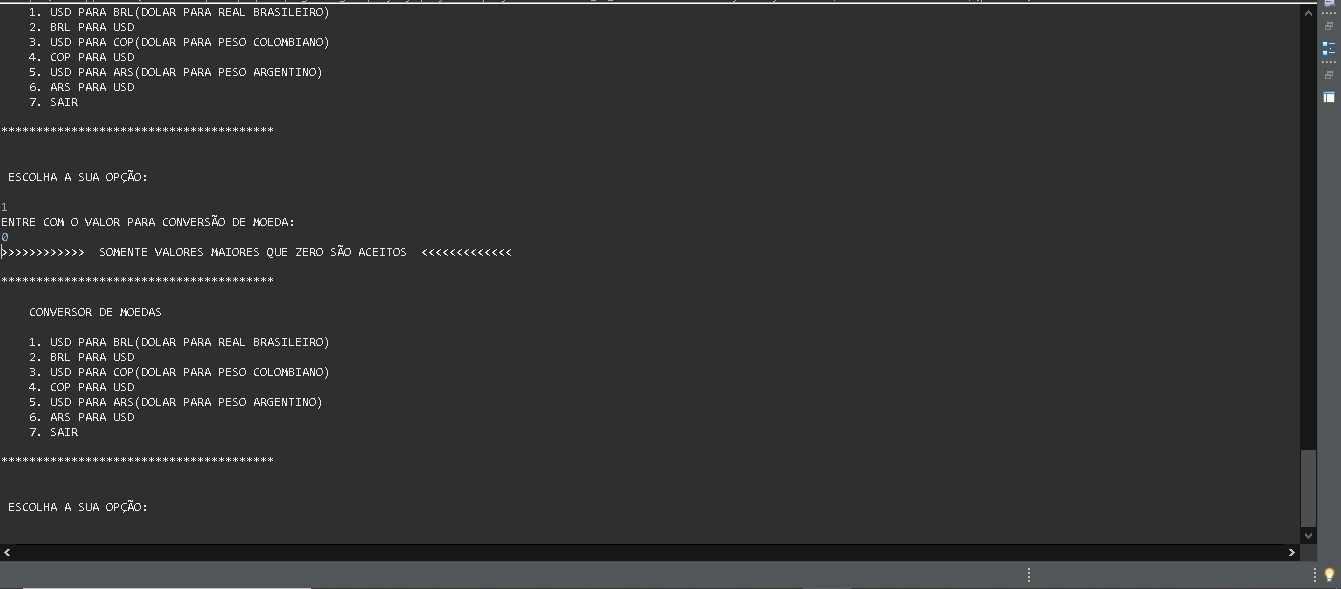 1. USD PARA BRL(DOLAR PARA REAL BRASILEIRO)
2. BRL PARA USD
3. USD PARA COP(DOLAR PARA PESO COLOMBIANO)
4. COP PARA USD
5. USD PARA ARS(DOLAR PARA PESO ARGENTINO)
6. ARS PARA USD
7. SAIR
***************************************
ESCOLHA A SUA OPÇÃO:
1
ENTRE COM O VALOR PARA CONVERSÃO DE MOEDA:
0
>>>>>>>>>>>> SOMENTE VALORES MAIORES QUE ZERO SÃO ACEITOS <<<<<<<<<<<<<
***************************************
CONVERSOR DE MOEDAS
1. USD PARA BRL(DOLAR PARA REAL BRASILEIRO)
2. BRL PARA USD
3. USD PARA COP(DOLAR PARA PESO COLOMBIANO)
4. COP PARA USD
5. USD PARA ARS(DOLAR PARA PESO ARGENTINO)
6. ARS PARA USD
7. SAIR
***************************************
ESCOLHA A SUA OPÇÃO: